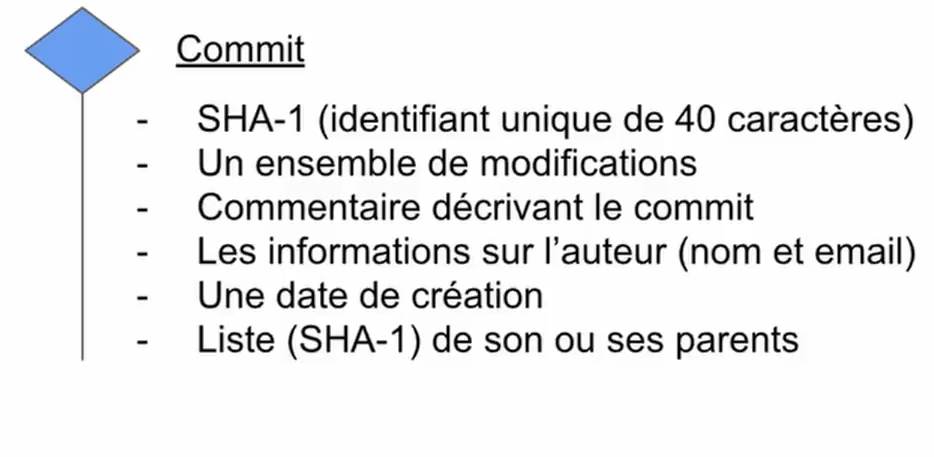 Commit
- SHA-1 (identifiant unique de 40 caractères)
- Un ensemble de modifications
- Commentaire décrivant le commit
- Les informations sur l’auteur (nom et email)
- Une date de création
- Liste (SHA-1) de son ou ses parents